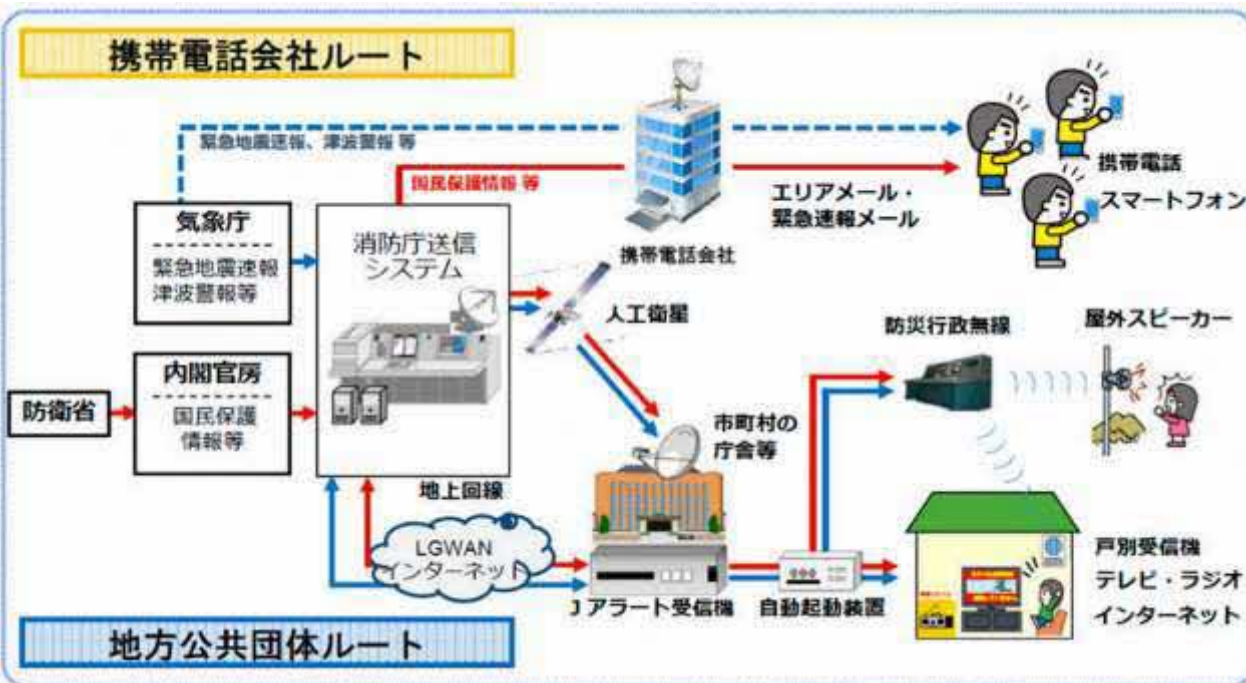 携帯電話会社ルート
緊急地震速報、津波警報 等
国民保護情報 等
エリアメール・
緊急速報メール
携帯電話
スマートフォン
携帯電話会社
気象庁
緊急地震速報
津波警報等
消防庁送信
システム
人工衛星
防災行政無線
屋外スピーカー
防衛省
内閣官房
国民保護
情報等
市町村の
庁舎等
地上回線
LGWAN
インターネット
Jアラート受信機
自動起動装置
戸別受信機
テレビ・ラジオ
インターネット
地方公共団体ルート